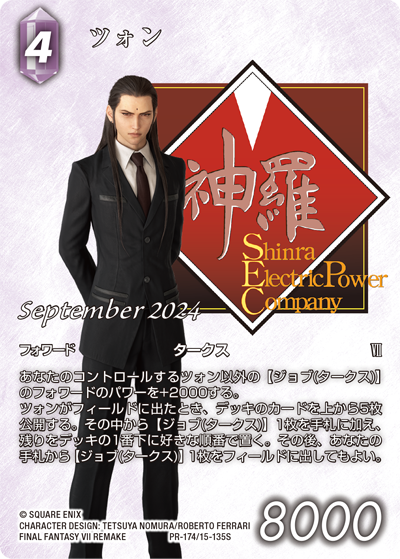 4
ツォン
神羅
Shinra
Electric Power
Company
September 2024
フォワード タークス Ⅶ
あなたのコントロールするツォン以外の【ジョブ(タークス)】
のフォワードのパワーを+2000する。
ツォンがフィールドに出たとき、デッキのカードを上から5枚
公開する。その中から【ジョブ(タークス)】1枚を手札に加え、
残りをデッキの1番下に好きな順番で置く。その後、あなたの
手札から【ジョブ(タークス)】1枚をフィールドに出してもよい。
© SQUARE ENIX
CHARACTER DESIGN: TETSUYA NOMURA/ROBERTO FERRARI
FINAL FANTASY VII REMAKE PR-174/15-135S
8000